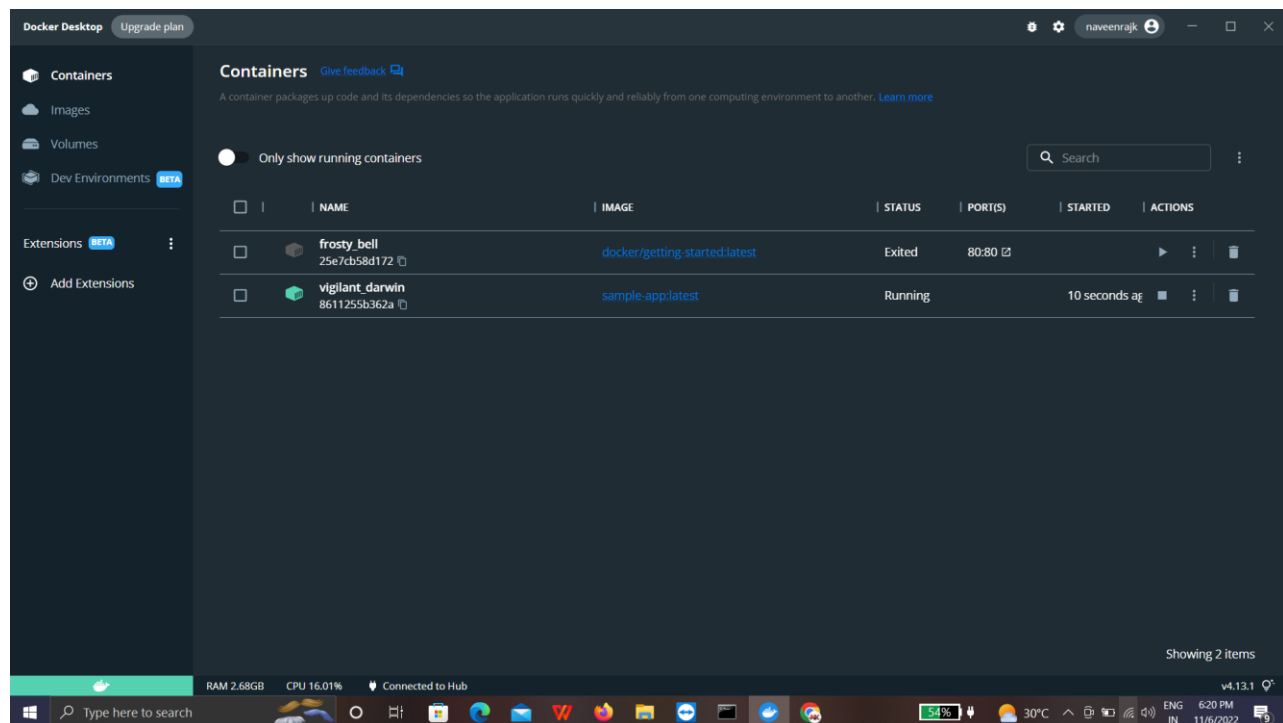 Docker Desktop Upgrade plan naveenrajk
Containers
Images
Volumes
Dev Environments BETA
Extensions BETA
Add Extensions
Containers Give feedback
A container packages up code and its dependencies so the application runs quickly and reliably from one computing environment to another. Learn more
Only show running containers
Search
NAME IMAGE STATUS PORT(S) STARTED ACTIONS
frosty_bell docker/getting-started:latest Exited 80:80
25e7cb58d172
vigilant_darwin sample-app:latest Running 10 seconds ag
8611255b362a
Showing 2 items
RAM 2.68GB CPU 16.01% Connected to Hub v4.13.1
Type here to search 54% 30°C ENG 6:20 PM
IN 11/6/2022